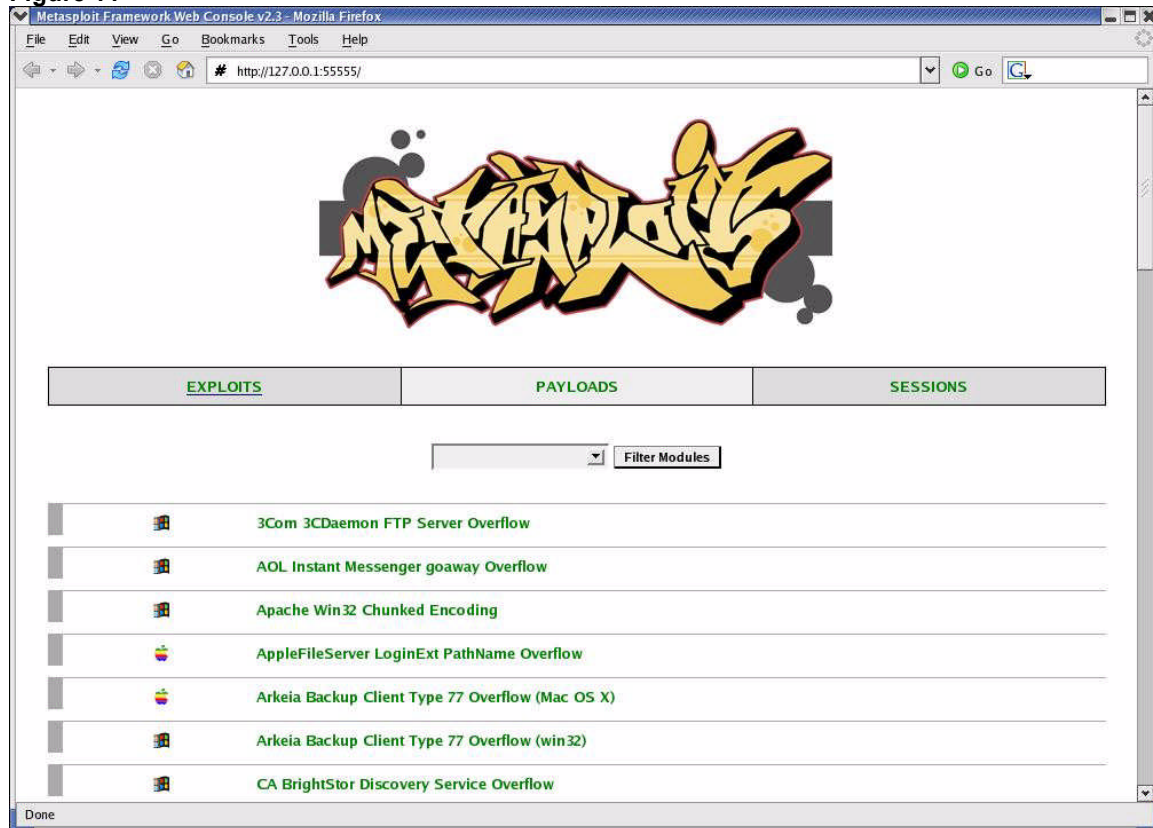 Metasploit Framework Web Console v2.3 - Mozilla Firefox
File Edit View Go Bookmarks Tools Help
# http://127.0.0.1:55555/ Go G
METASPLOIT
EXPLOITS PAYLOADS SESSIONS
Filter Modules
3Com 3CDaemon FTP Server Overflow
AOL Instant Messenger goaway Overflow
Apache Win32 Chunked Encoding
AppleFileServer LoginExt PathName Overflow
Arkeia Backup Client Type 77 Overflow (Mac OS X)
Arkeia Backup Client Type 77 Overflow (win32)
CA BrightStor Discovery Service Overflow
Done